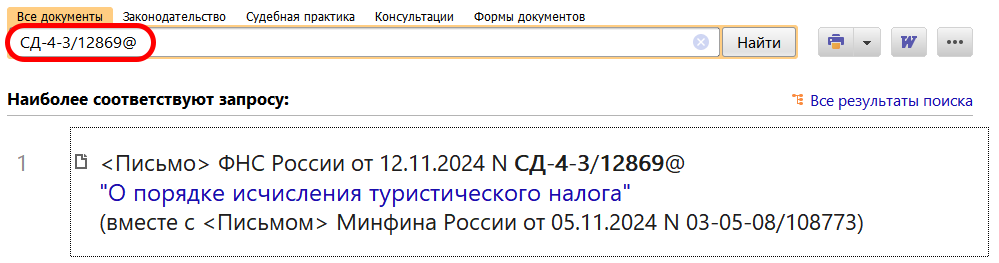 Все документы Законодательство Судебная практика Консультации Формы документов
СД-4-3/12869@ Найти W
Наиболее соответствуют запросу: Все результаты поиска
1 <Письмо> ФНС России от 12.11.2024 N СД-4-3/12869@
"О порядке исчисления туристического налога"
(вместе с <Письмом> Минфина России от 05.11.2024 N 03-05-08/108773)